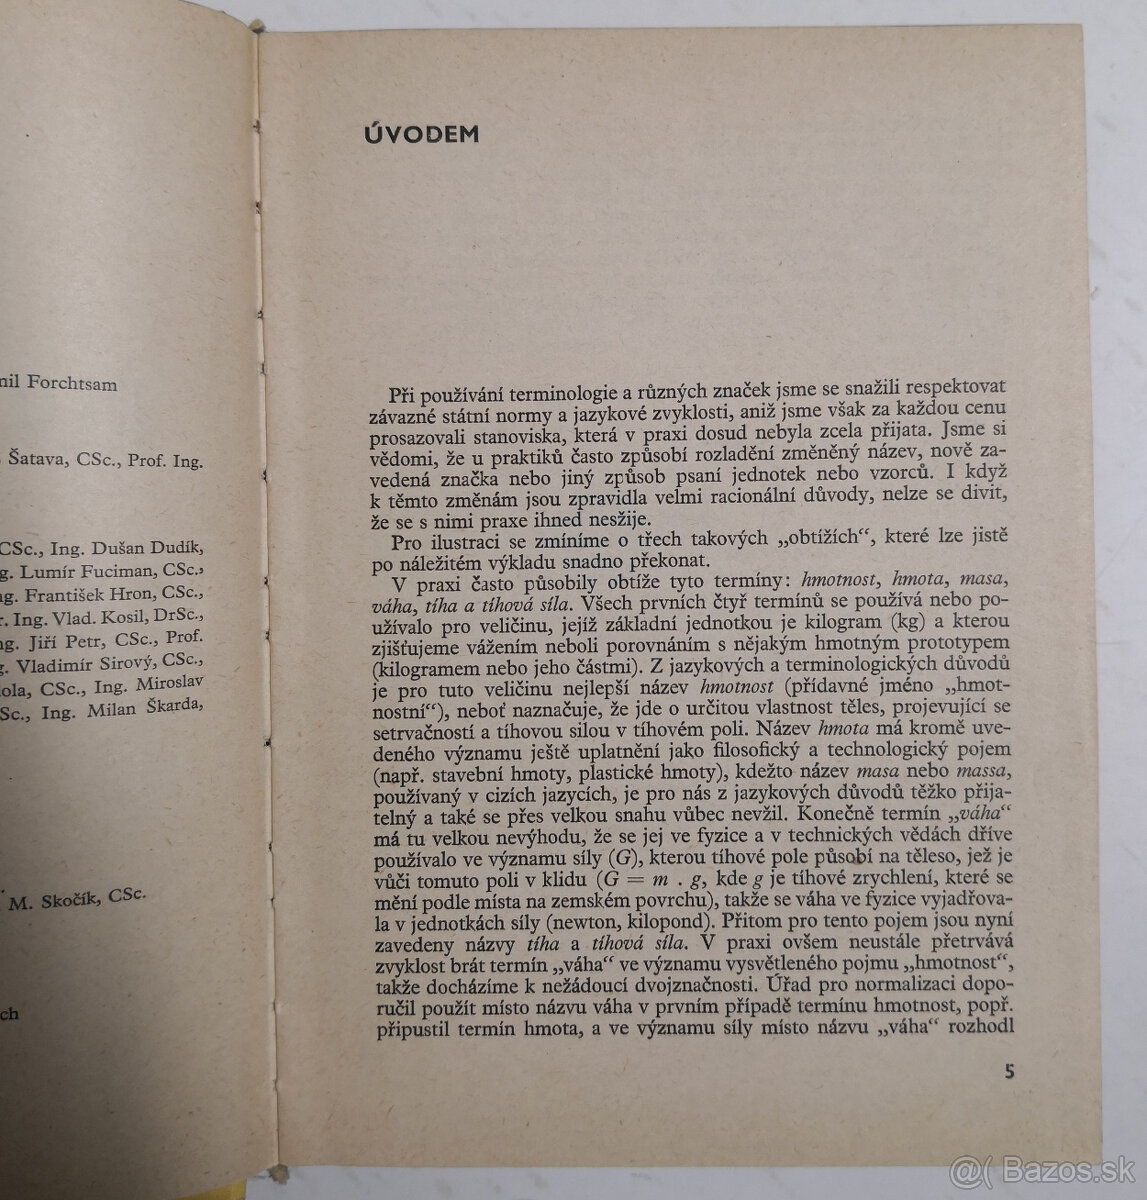 nil Forchtsam
Šatava, CSc., Prof. Ing.
CSc., Ing. Dušan Dudík,
g. Lumír Fuciman, CSc.,
ng. František Hron, CSc.,
r. Ing. Vlad. Kosil, DrSc.,
ng. Jiří Petr, CSc., Prof.
g. Vladimír Sirový, CSc.,
ola, CSc., Ing. Miroslav
Sc., Ing. Milan Škarda,
M. Skočík, CSc.
ch
ÚVODEM
Při používání terminologie a různých značek jsme se snažili respektovat
závazné státní normy a jazykové zvyklosti, aniž jsme však za každou cenu
prosazovali stanoviska, která v praxi dosud nebyla zcela přijata. Jsme si
vědomi, že u praktiků často způsobí rozladění změněný název, nově za-
vedená značka nebo jiný způsob psaní jednotek nebo vzorců. I když
k těmto změnám jsou zpravidla velmi racionální důvody, nelze se divit,
že se s nimi praxe ihned nesžije.
Pro ilustraci se zmíníme o třech takových „obtížích“, které lze jistě
po náležitém výkladu snadno překonat.
V praxi často působily obtíže tyto termíny: hmotnost, hmota, masa,
váha, tíha a tíhová síla. Všech prvních čtyř termínů se používá nebo po-
užívalo pro veličinu, jejíž základní jednotkou je kilogram (kg) a kterou
zjišťujeme vážením neboli porovnáním s nějakým hmotným prototypem
(kilogramem nebo jeho částmi). Z jazykových a terminologických důvodů
je pro tuto veličinu nejlepší název hmotnost (přídavné jméno „hmot-
nostní“), neboť naznačuje, že jde o určitou vlastnost těles, projevující se
setrvačností a tíhovou silou v tíhovém poli. Název hmota má kromě uve-
deného významu ještě uplatnění jako filosofický a technologický pojem
(např. stavební hmoty, plastické hmoty), kdežto název masa nebo massa,
používaný v cizích jazycích, je pro nás z jazykových důvodů těžko přija-
telný a také se přes velkou snahu vůbec nevžil. Konečně termín „váha“
má tu velkou nevýhodu, že se jej ve fyzice a v technických vědách dříve
používalo ve významu síly (G), kterou tíhové pole působí na těleso, jež je
vůči tomuto poli v klidu (G = m . g, kde g je tíhové zrychlení, které se
mění podle místa na zemském povrchu), takže se váha ve fyzice vyjadřova-
la v jednotkách síly (newton, kilopond). Přitom pro tento pojem jsou nyní
zavedeny názvy tíha a tíhová síla. V praxi ovšem neustále přetrvává
zvyklost brát termín „váha“ ve významu vysvětleného pojmu „hmotnost“,
takže docházíme k nežádoucí dvojznačnosti. Úřad pro normalizaci dopo-
ručil použít místo názvu váha v prvním případě termínu hmotnost, popř.
připustil termín hmota, a ve významu síly místo názvu „váha“ rozhodl
5
@( Bazos.sk